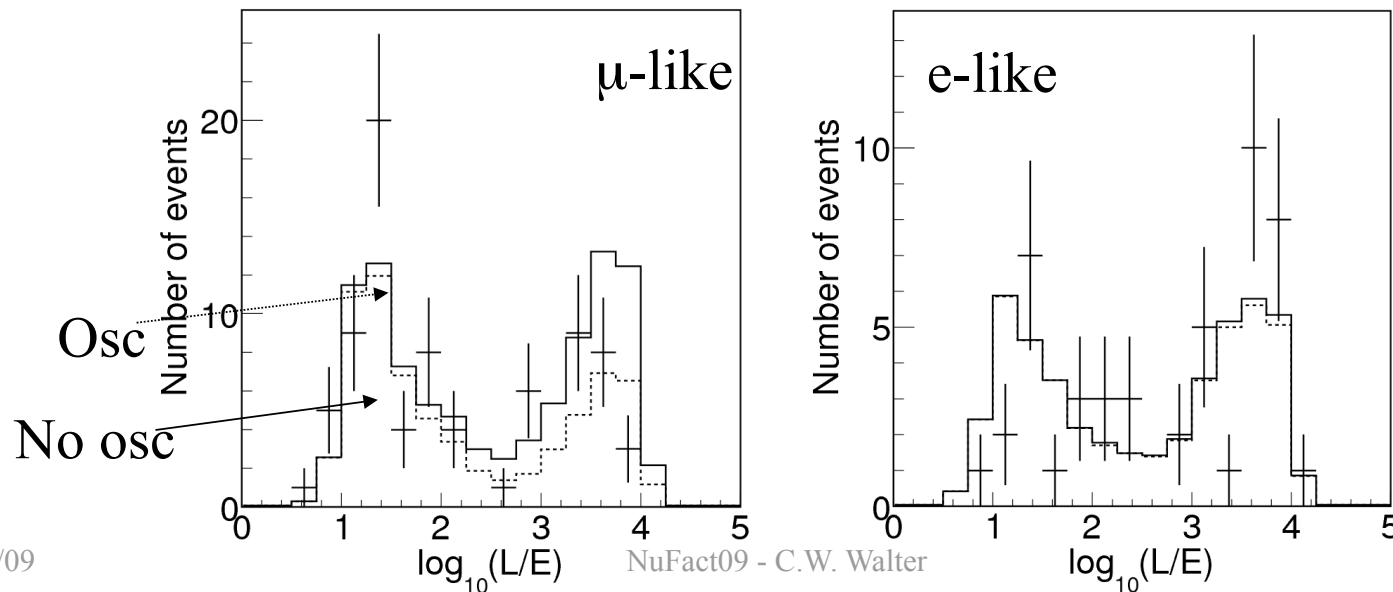 μ-like
e-like
Number of events
20
10
0
0 1 2 3 4 5
log10(L/E)
Osc
No osc
Number of events
10
5
0
0 1 2 3 4 5
log10(L/E)
/09
NuFact09 - C.W. Walter